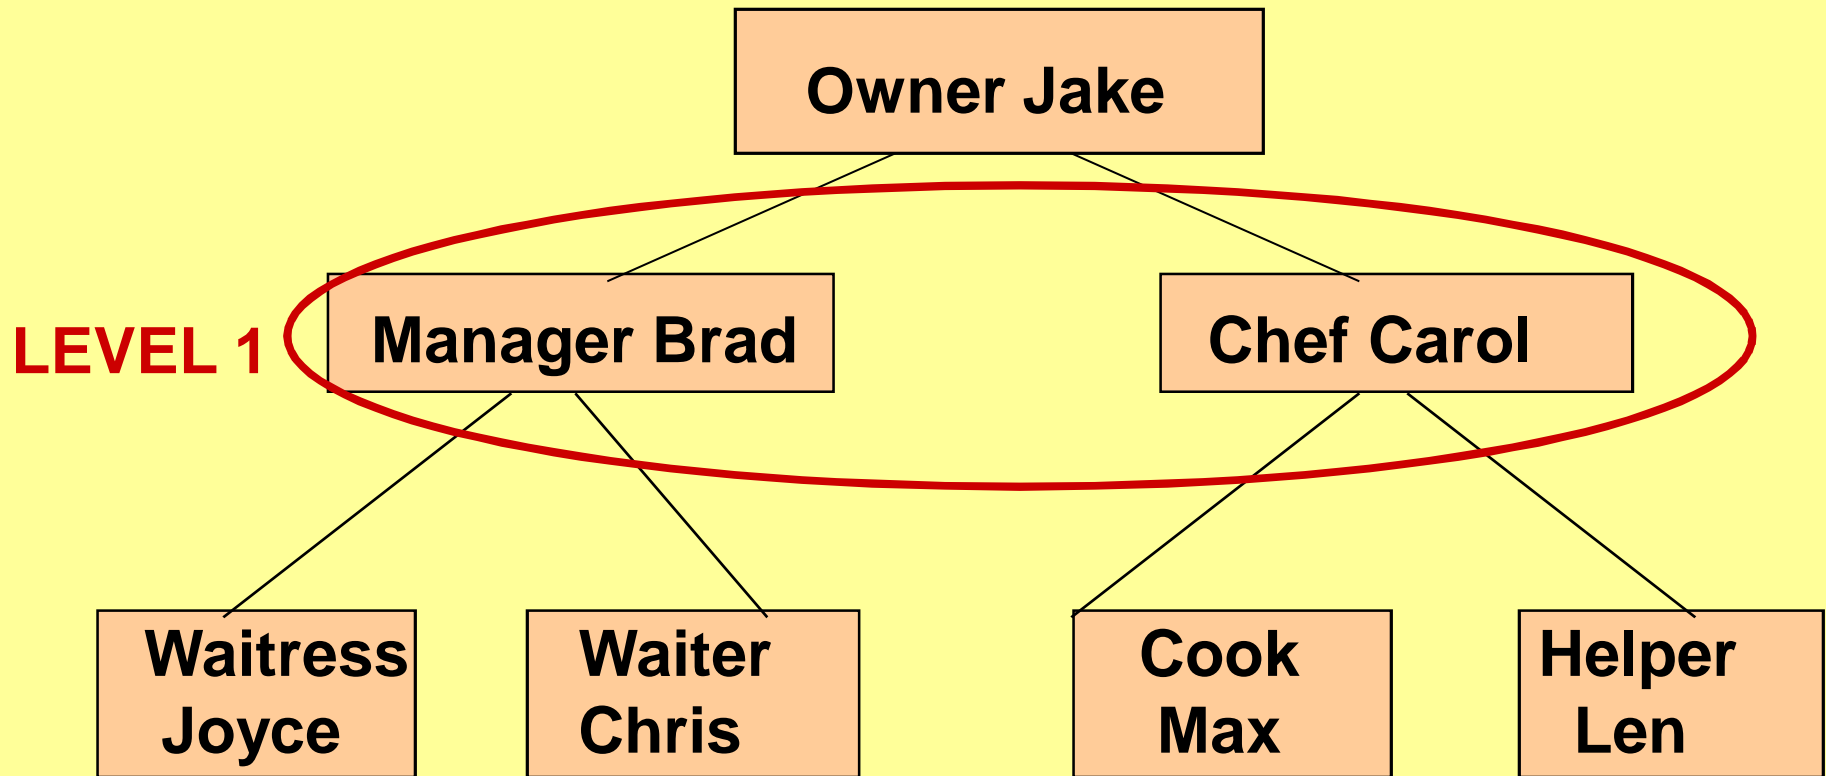 Owner Jake
LEVEL 1
Manager Brad
Chef Carol
Waitress
Joyce
Waiter
Chris
Cook
Max
Helper
Len